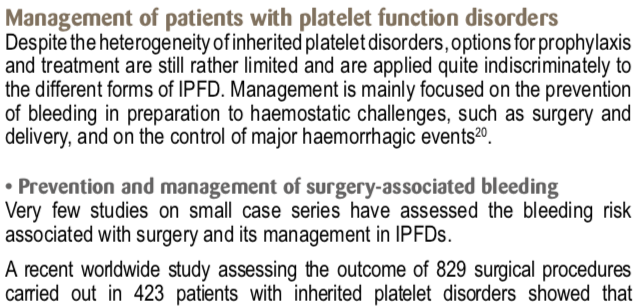 Management of patients with platelet function disorders
Despite the heterogeneity of inherited platelet disorders, options for prophylaxis
and treatment are still rather limited and are applied quite indiscriminately to
the different forms of IPFD. Management is mainly focused on the prevention
of bleeding in preparation to haemostatic challenges, such as surgery and
delivery, and on the control of major haemorrhagic events²⁰.
• Prevention and management of surgery-associated bleeding
Very few studies on small case series have assessed the bleeding risk
associated with surgery and its management in IPFDs.
A recent worldwide study assessing the outcome of 829 surgical procedures
carried out in 423 patients with inherited platelet disorders showed that